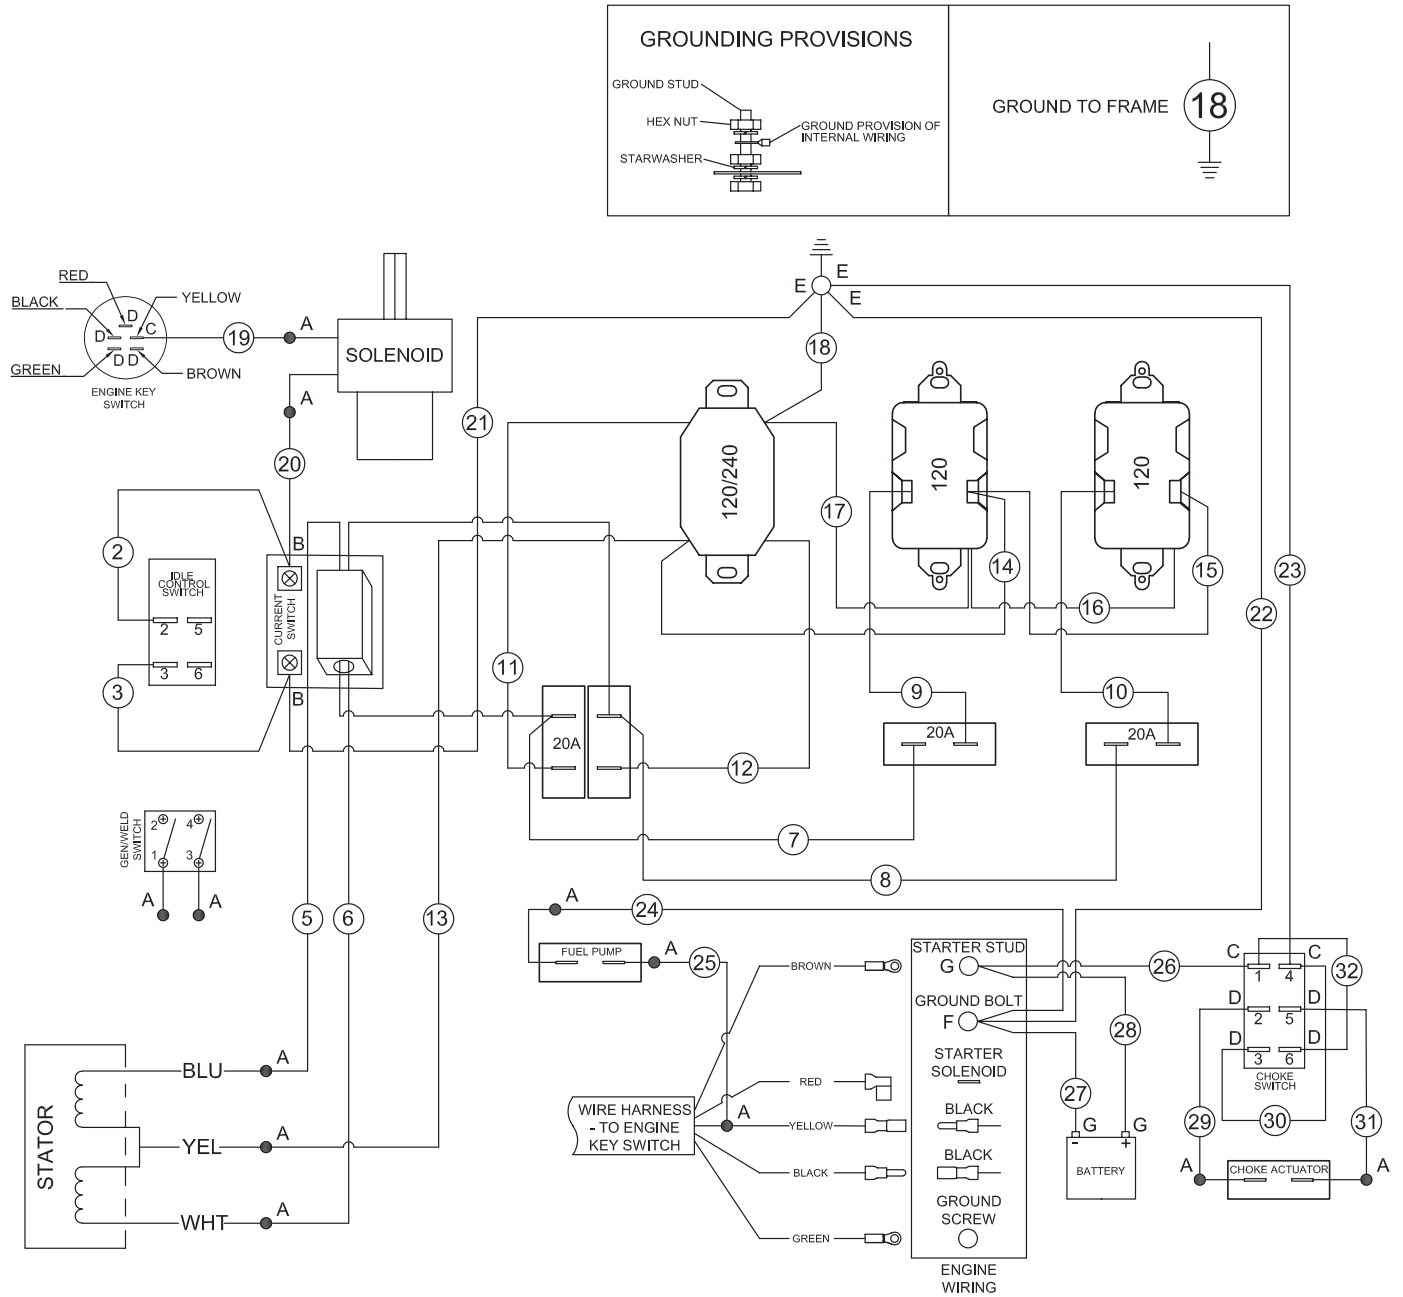 GROUNDING PROVISIONS
GROUND STUD
HEX NUT
GROUND PROVISION OF
INTERNAL WIRING
STARWASHER
GROUND TO FRAME
18
RED
BLACK
YELLOW
D
D
C
D
D
GREEN
BROWN
ENGINE KEY
SWITCH
19
A
SOLENOID
A
20
21
E
E
E
18
120/240
120
120
17
14
15
16
23
22
2
IDLE
CONTROL
SWITCH
2
5
3
6
3
B
CURRENT
SWITCH
B
11
20A
12
9
20A
10
20A
7
8
GEN/WELD
SWITCH
2
4
1
3
A
A
5
6
13
A
24
FUEL PUMP
A
25
BROWN
RED
WIRE HARNESS
- TO ENGINE
KEY SWITCH
A
YELLOW
BLACK
GREEN
STARTER STUD
G
GROUND BOLT
F
STARTER
SOLENOID
BLACK
BLACK
GROUND
SCREW
ENGINE
WIRING
26
28
27
G
G
-
+
BATTERY
C
C
32
1
4
D
D
2
5
D
D
3
6
CHOKE
SWITCH
29
30
31
A
CHOKE ACTUATOR
A
STATOR
BLU
A
YEL
A
WHT
A